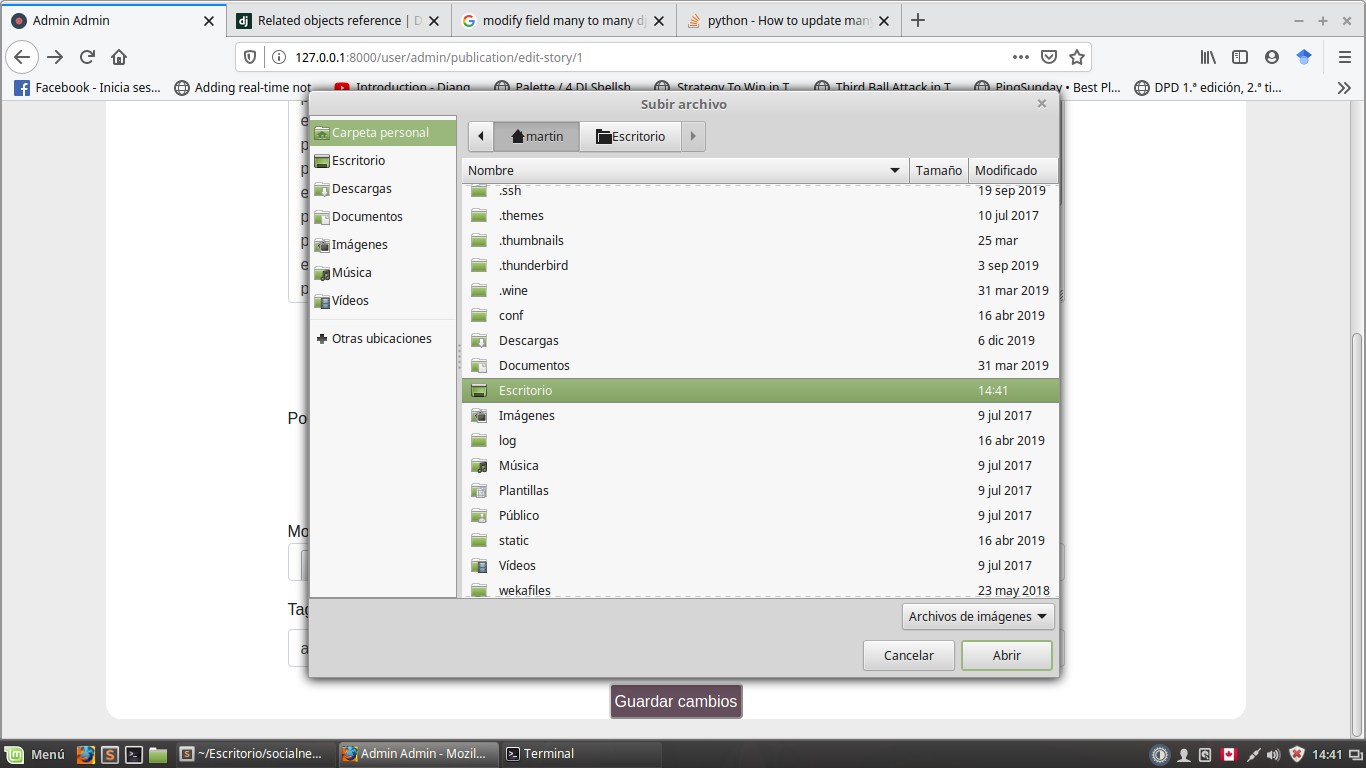 Admin Admin
Related objects reference | D
modify field many to many dj
python - How to update many
127.0.0.1:8000/user/admin/publication/edit-story/1
Facebook - Inicia ses...
Adding real-time not
Introduction - Djang
Palette / 4 DJ Shellsh
Strategy To Win in T
Third Ball Attack in T
PingSunday • Best Pl...
DPD 1.ª edición, 2.ª ti...
Subir archivo
Carpeta personal
Escritorio
Descargas
Documentos
Imágenes
Música
Vídeos
Otras ubicaciones
martin
Escritorio
Nombre Tamaño Modificado
.ssh 19 sep 2019
.themes 10 jul 2017
.thumbnails 25 mar
.thunderbird 3 sep 2019
.wine 31 mar 2019
conf 16 abr 2019
Descargas 6 dic 2019
Documentos 31 mar 2019
Escritorio 14:41
Imágenes 9 jul 2017
log 16 abr 2019
Música 9 jul 2017
Plantillas 9 jul 2017
Público 9 jul 2017
static 16 abr 2019
Vídeos 9 jul 2017
wekafiles 23 may 2018
Archivos de imágenes
Cancelar
Abrir
Po
Mo
Tag
a
Guardar cambios
Menú
~/Escritorio/socialne...
Admin Admin - Mozil...
Terminal
14:41